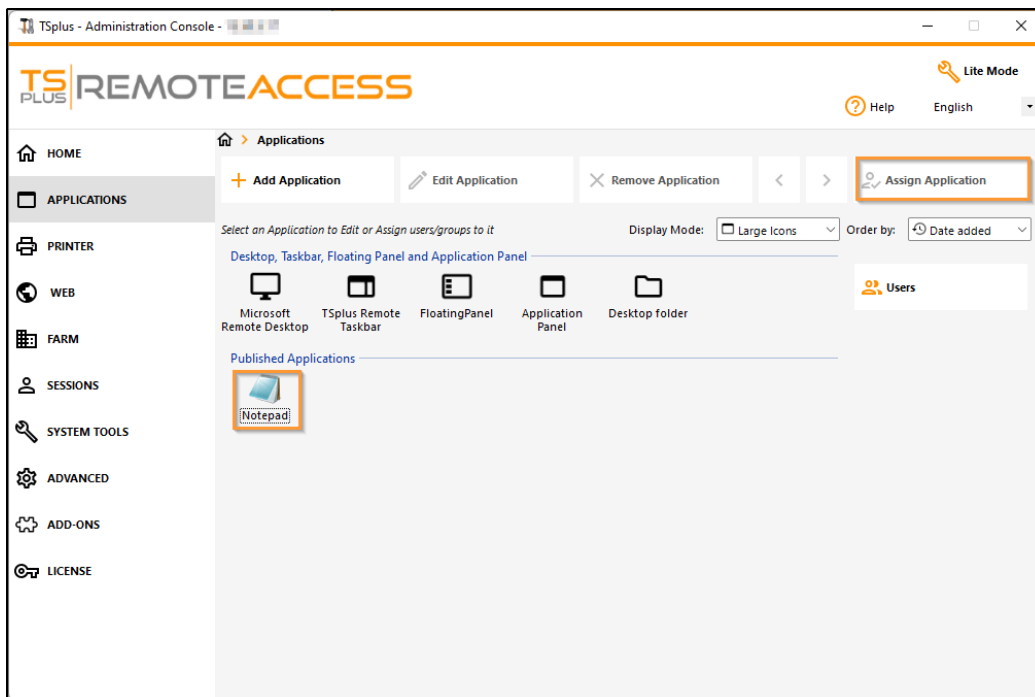 TSplus - Administration Console -
TS PLUS REMOTEACCESS
Lite Mode
Help English
HOME
APPLICATIONS
PRINTER
WEB
FARM
SESSIONS
SYSTEM TOOLS
ADVANCED
ADD-ONS
LICENSE
Applications
Add Application Edit Application Remove Application Assign Application
Select an Application to Edit or Assign users/groups to it Display Mode: Large Icons Order by: Date added
Desktop, Taskbar, Floating Panel and Application Panel
Microsoft Remote Desktop
TSplus Remote Taskbar
FloatingPanel
Application Panel
Desktop folder
Users
Published Applications
Notepad